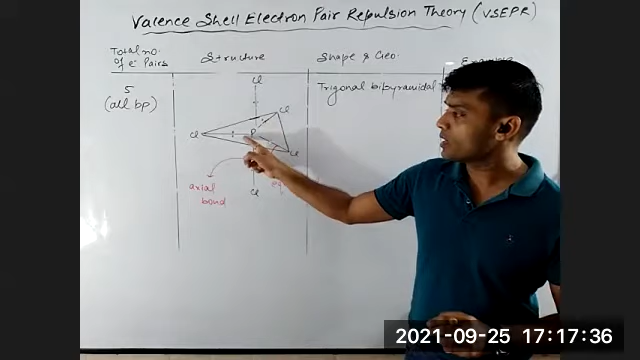 Valence Shell Electron Pair Repulsion Theory (VSEPR)
Total no. of e⁻ Pairs
Structure
Shape & Geo.
5
(all bp)
Cl
Cl
Cl
P
Cl
Cl
axial
bond
eq
Trigonal bipyramidal
2021-09-25 17:17:36